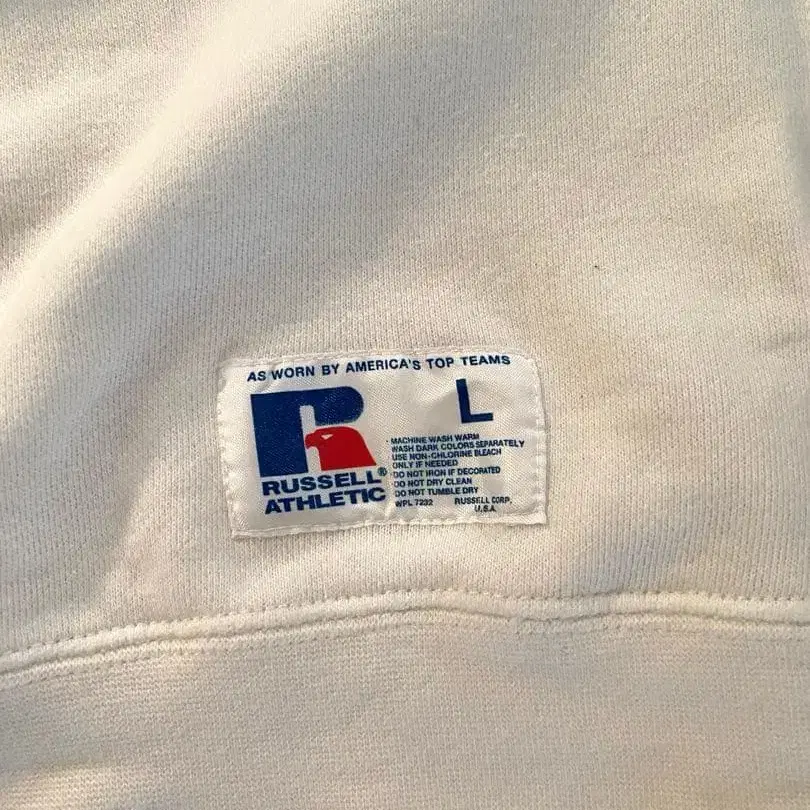 AS WORN BY AMERICA'S TOP TEAMS
L
RUSSELL®
ATHLETIC
· MACHINE WASH WARM
WASH DARK COLORS SEPARATELY
USE NON-CHLORINE BLEACH
ONLY IF NEEDED
DO NOT IRON IF DECORATED
DO NOT DRY CLEAN
DO NOT TUMBLE DRY
WPL 7232 RUSSELL CORP.
U.S.A.